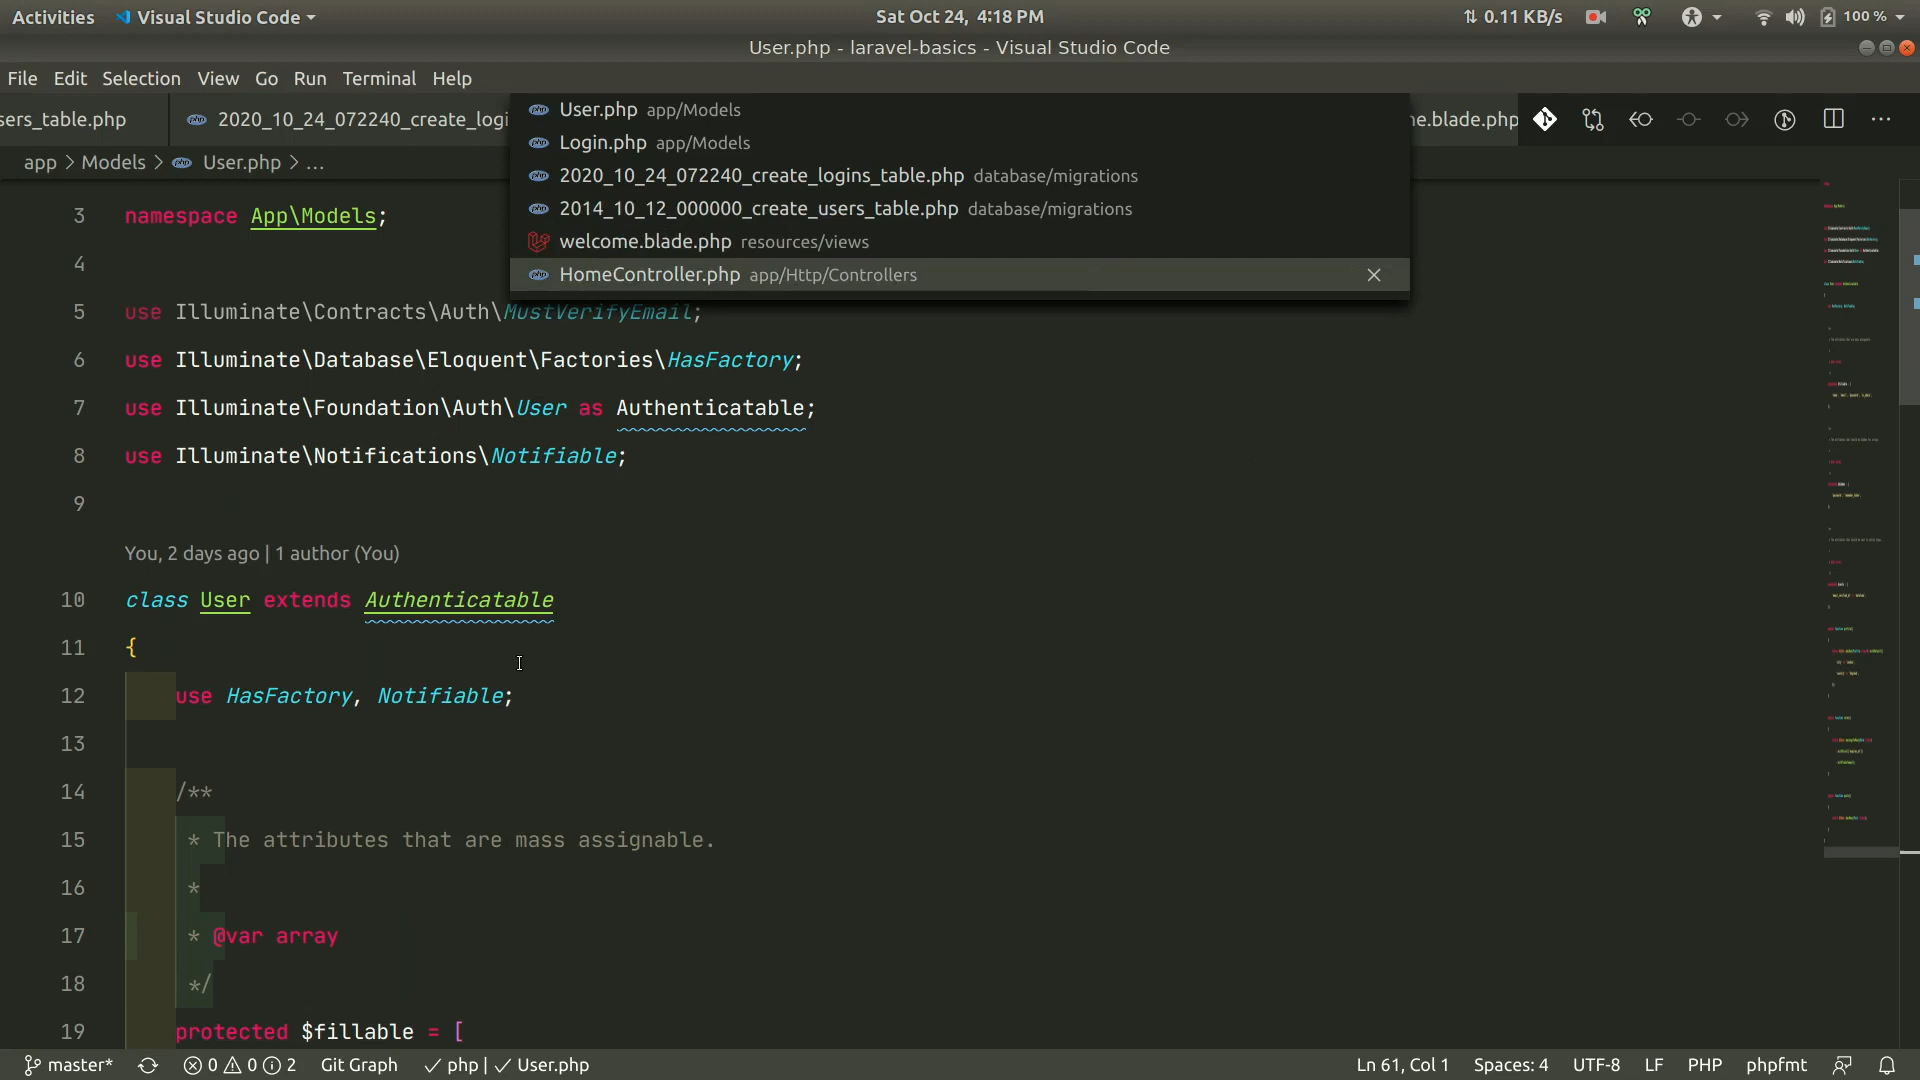 Activities Visual Studio Code Sat Oct 24, 4:18 PM 0.11 KB/s 100 %
User.php - laravel-basics - Visual Studio Code
File Edit Selection View Go Run Terminal Help
sers_table.php 2020_10_24_072240_create_logi e.blade.php
User.php app/Models
Login.php app/Models
2020_10_24_072240_create_logins_table.php database/migrations
2014_10_12_000000_create_users_table.php database/migrations
welcome.blade.php resources/views
HomeController.php app/Http/Controllers
app > Models > User.php > ...
3 namespace App\Models;
4
5 use Illuminate\Contracts\Auth\MustVerifyEmail;
6 use Illuminate\Database\Eloquent\Factories\HasFactory;
7 use Illuminate\Foundation\Auth\User as Authenticatable;
8 use Illuminate\Notifications\Notifiable;
9
You, 2 days ago | 1 author (You)
10 class User extends Authenticatable
11 {
12 use HasFactory, Notifiable;
13
14 /**
15 * The attributes that are mass assignable.
16 *
17 * @var array
18 */
19 protected $fillable = [
master* 0 0 2 Git Graph php | User.php Ln 61, Col 1 Spaces: 4 UTF-8 LF PHP phpfmt